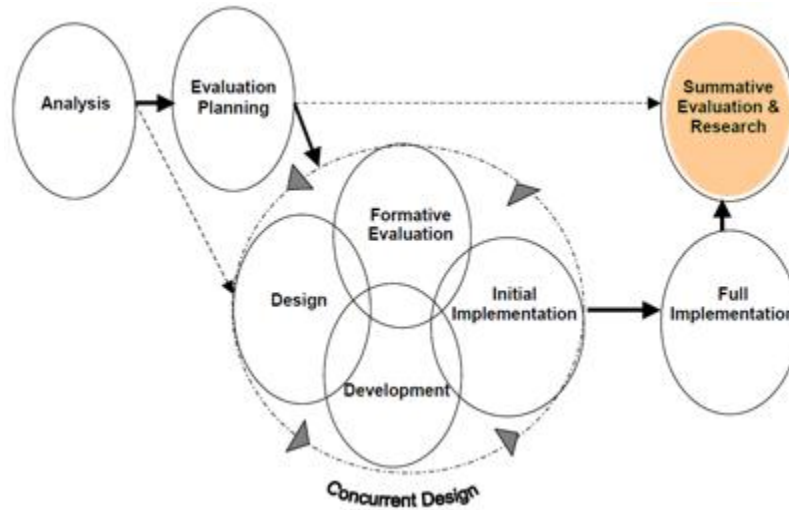 Analysis
Evaluation
Planning
Summative
Evaluation &
Research
Formative
Evaluation
Design
Initial
Implementation
Full
Implementation
Development
Concurrent Design